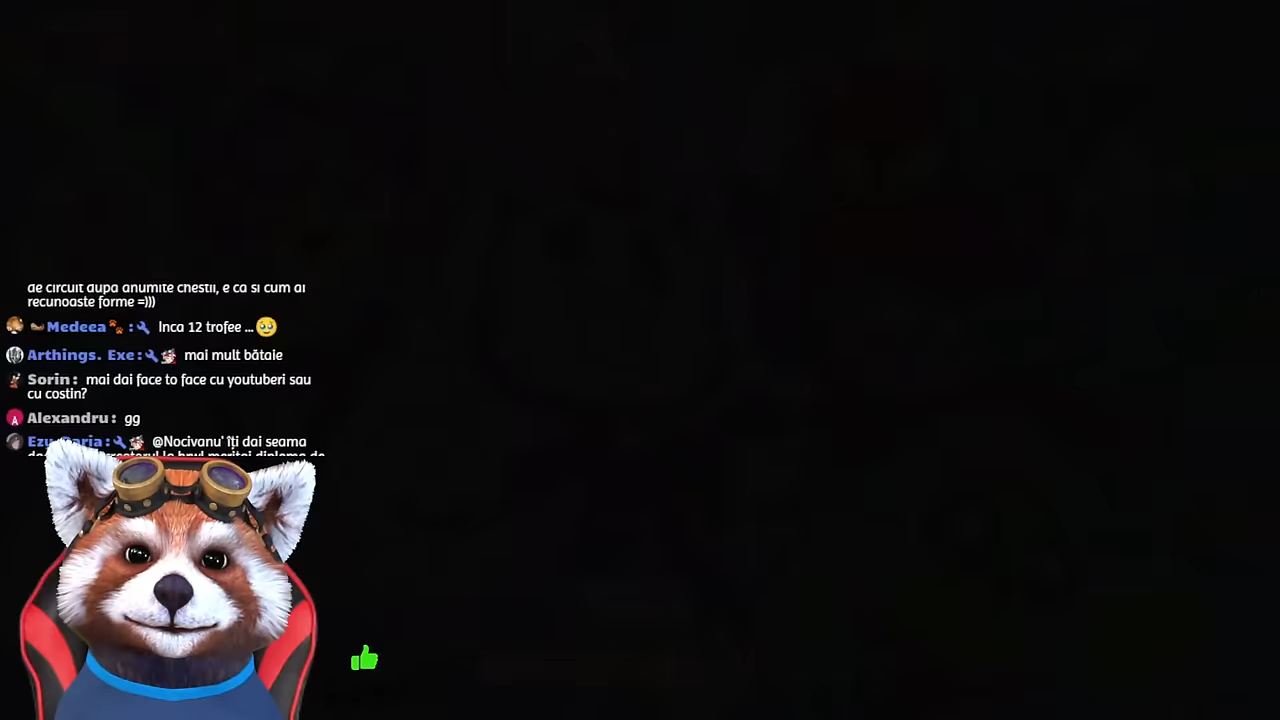 de circuit dupa anumite chestii, e ca si cum ai
recunoaste forme =)))
Medeea : Inca 12 trofee ...
Arthings. Exe: mai mult bătaie
Sorin: mai dai face to face cu youtuberi sau
cu costin?
Alexandru: gg
@Nocivanu' îți dai seama